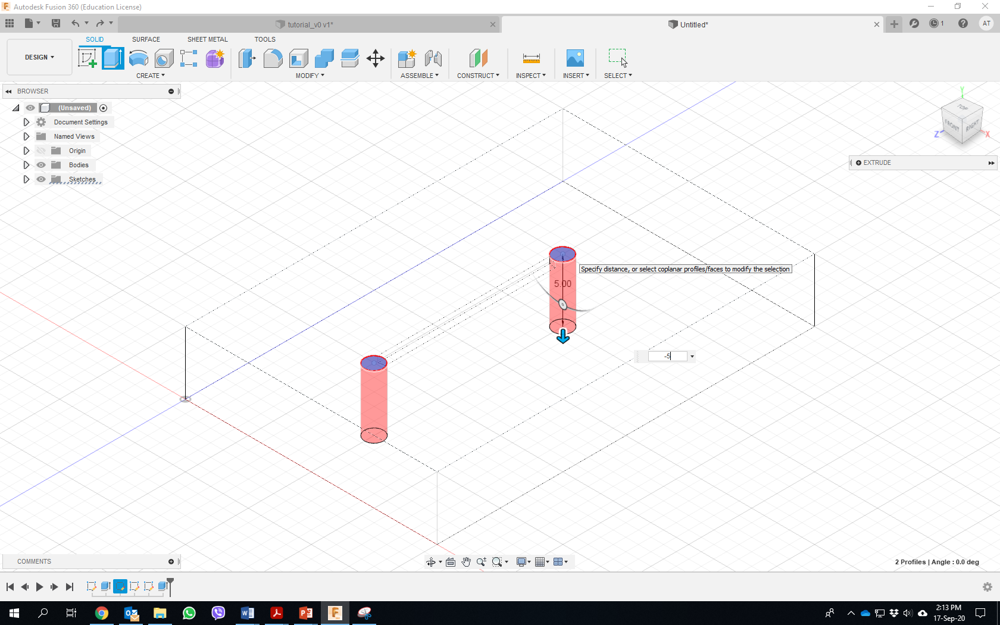 Autodesk Fusion 360 (Education License)
tutorial_v0 v1*
Untitled*
1
AT
DESIGN
SOLID
SURFACE
SHEET METAL
TOOLS
CREATE
MODIFY
ASSEMBLE
CONSTRUCT
INSPECT
INSERT
SELECT
BROWSER
(Unsaved)
Document Settings
Named Views
Origin
Bodies
Sketches
Y
TOP
FRONT
RIGHT
Z
X
EXTRUDE
Specify distance, or select coplanar profiles/faces to modify the selection
5.00
-5
COMMENTS
2 Profiles | Angle : 0.0 deg
2:13 PM
17-Sep-20